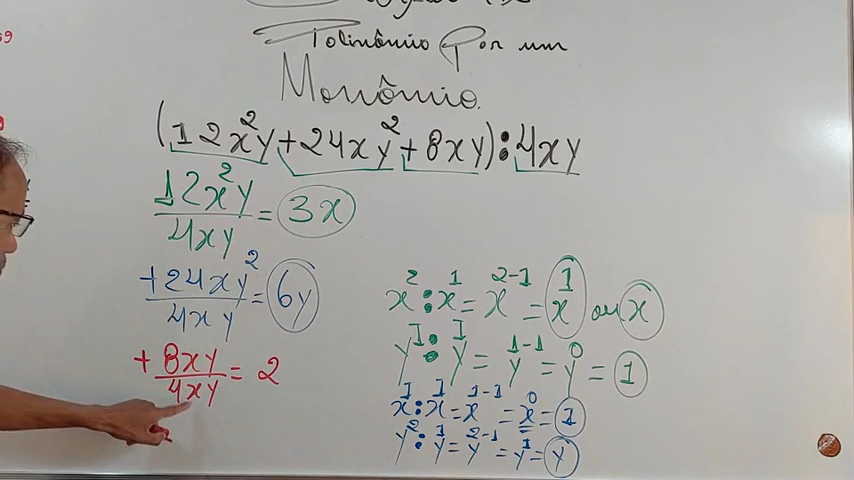 Polinômio Por um
Monômio.
(12x²y+24xy²+8xy):4xy
12x²y/4xy = 3x
+24xy²/4xy = 6y
+8xy/4xy = 2
x²:x¹=x²⁻¹=x¹ ou x
y¹:y¹=y¹⁻¹=y⁰=1
x¹:x¹=x¹⁻¹=x⁰=1
y²:y¹=y²⁻¹=y¹=y